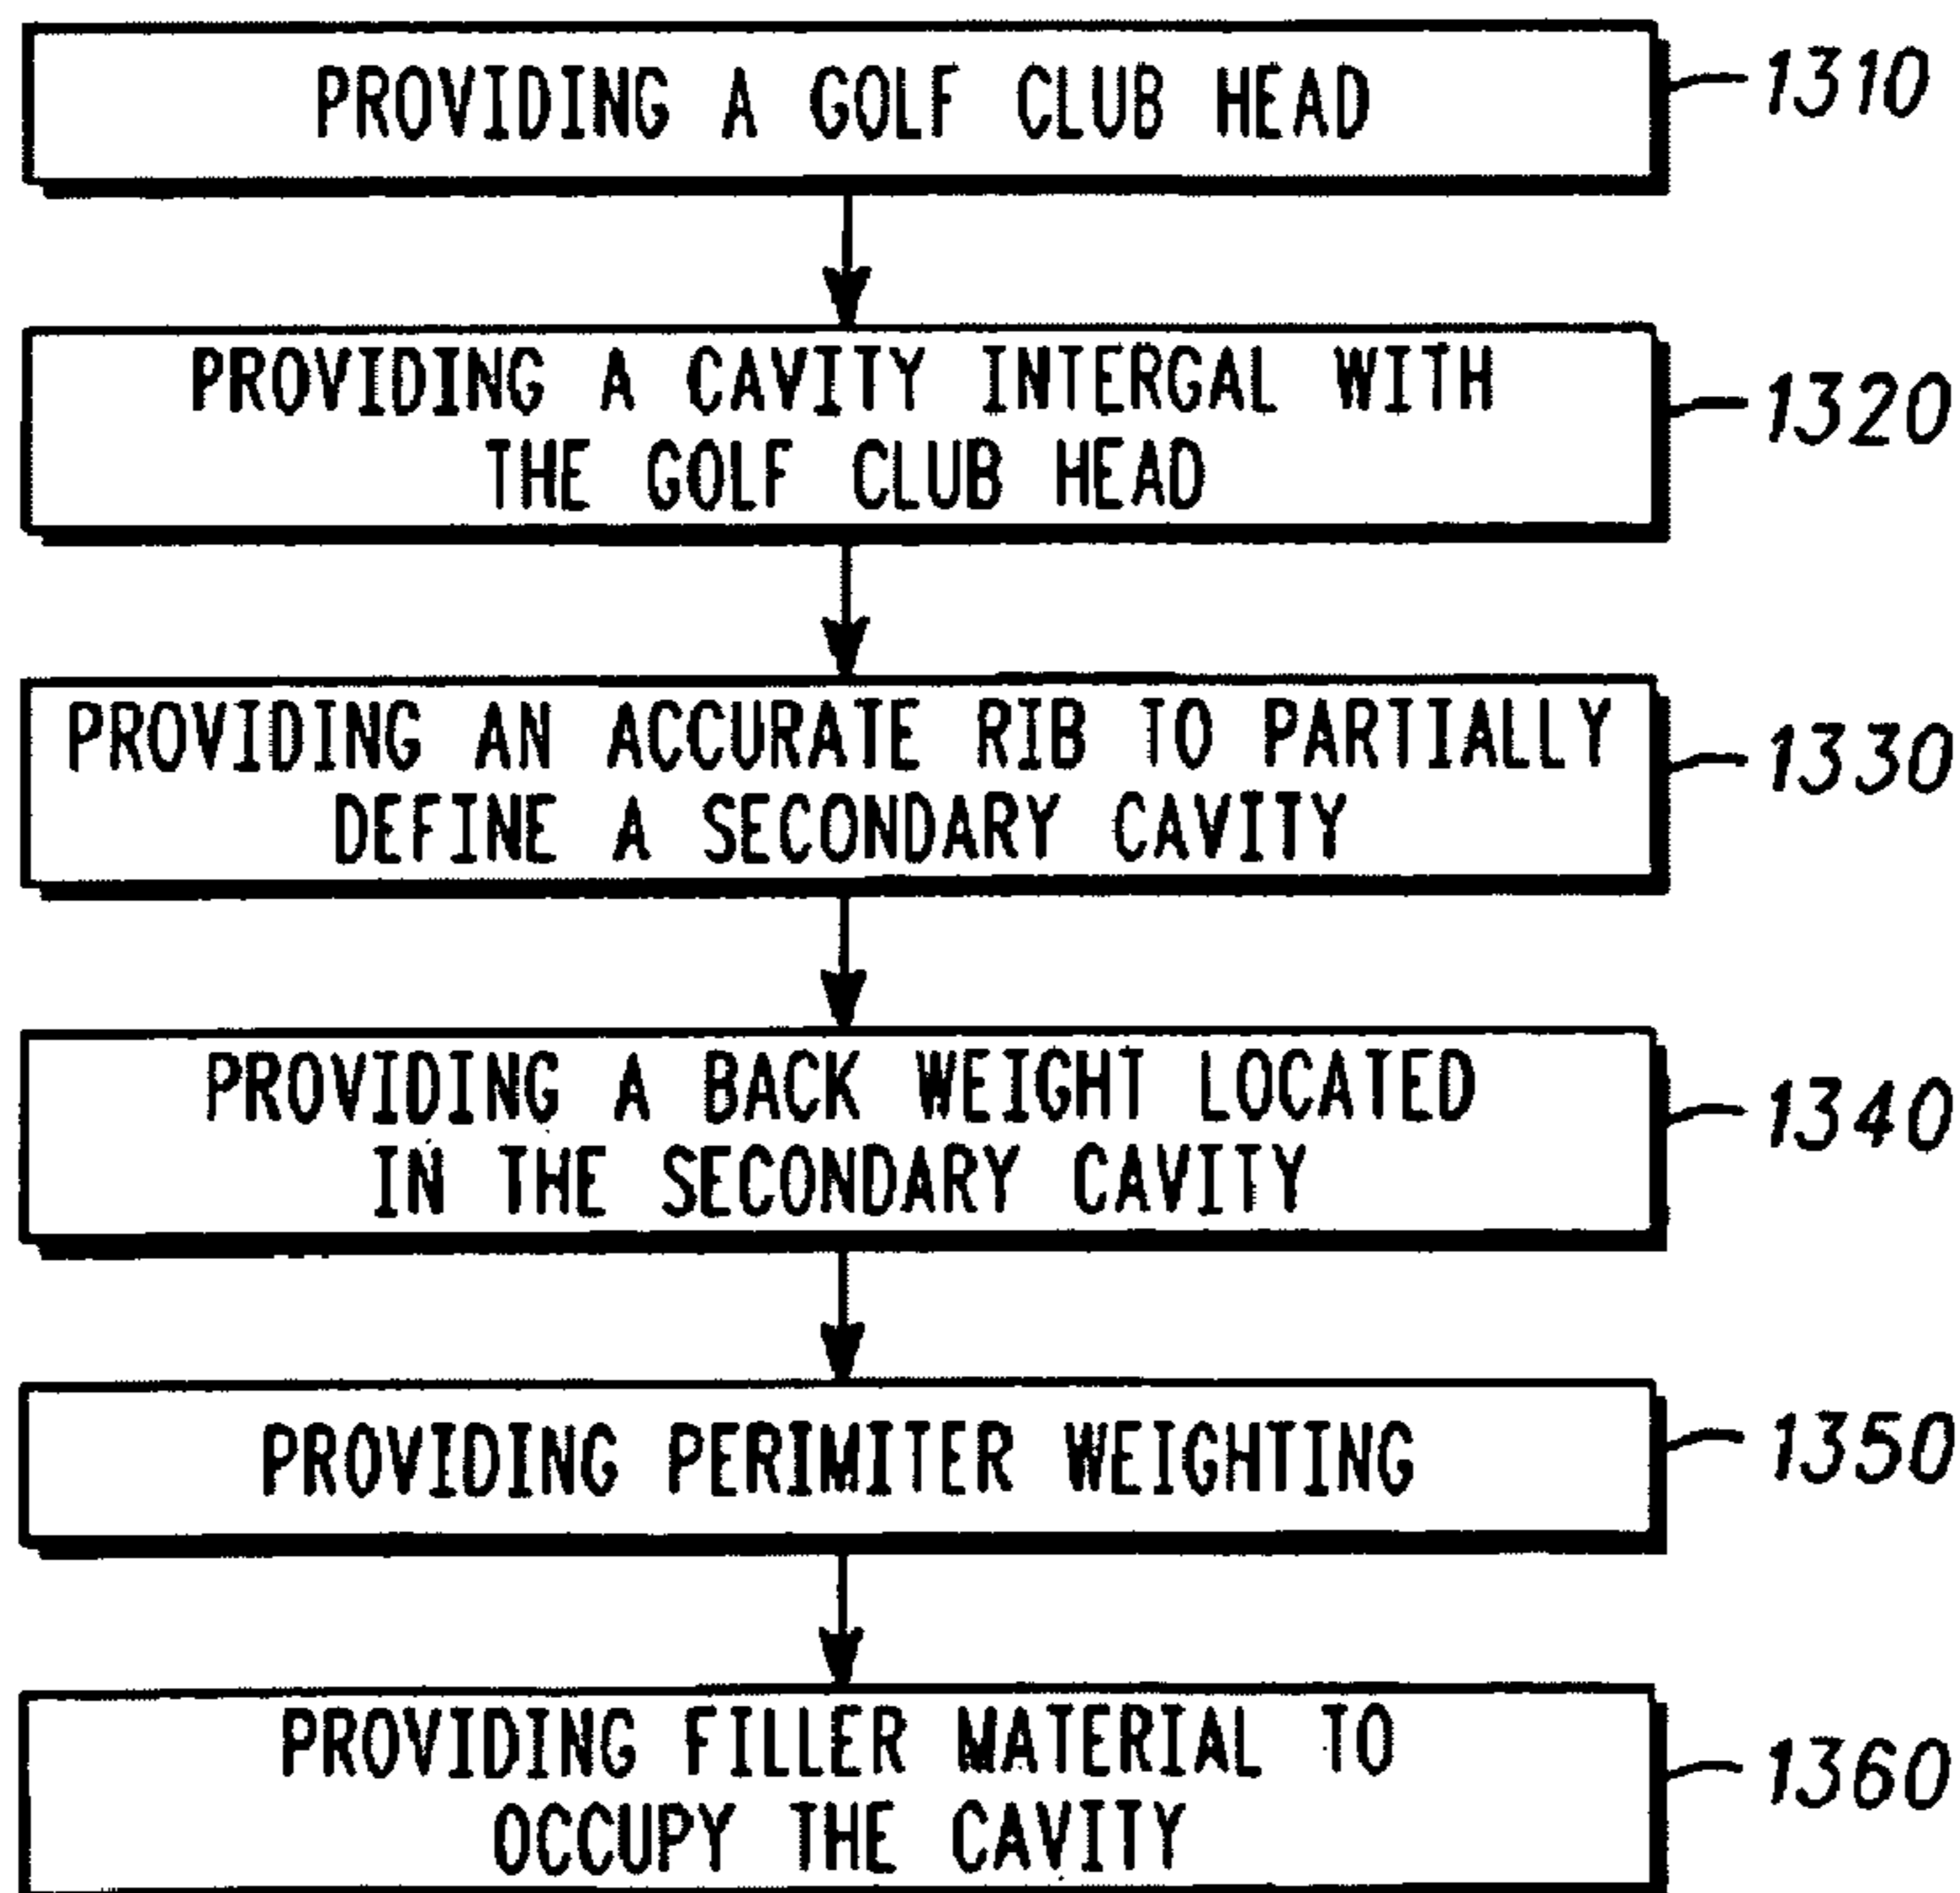 PROVIDING A GOLF CLUB HEAD
1310
PROVIDING A CAVITY INTERGAL WITH
THE GOLF CLUB HEAD
1320
PROVIDING AN ACCURATE RIB TO PARTIALLY
DEFINE A SECONDARY CAVITY
1330
PROVIDING A BACK WEIGHT LOCATED
IN THE SECONDARY CAVITY
1340
PROVIDING PERIMITER WEIGHTING
1350
PROVIDING FILLER MATERIAL TO
OCCUPY THE CAVITY
1360